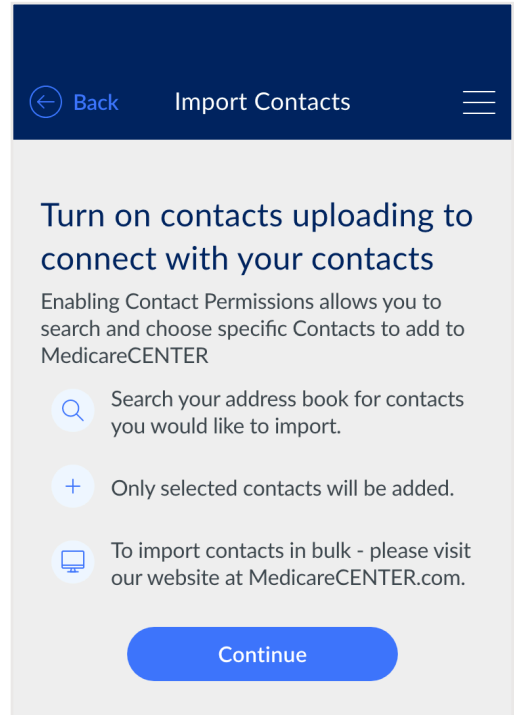 Back
Import Contacts
Turn on contacts uploading to
connect with your contacts
Enabling Contact Permissions allows you to
search and choose specific Contacts to add to
MedicareCENTER
Search your address book for contacts
you would like to import.
Only selected contacts will be added.
To import contacts in bulk - please visit
our website at MedicareCENTER.com.
Continue